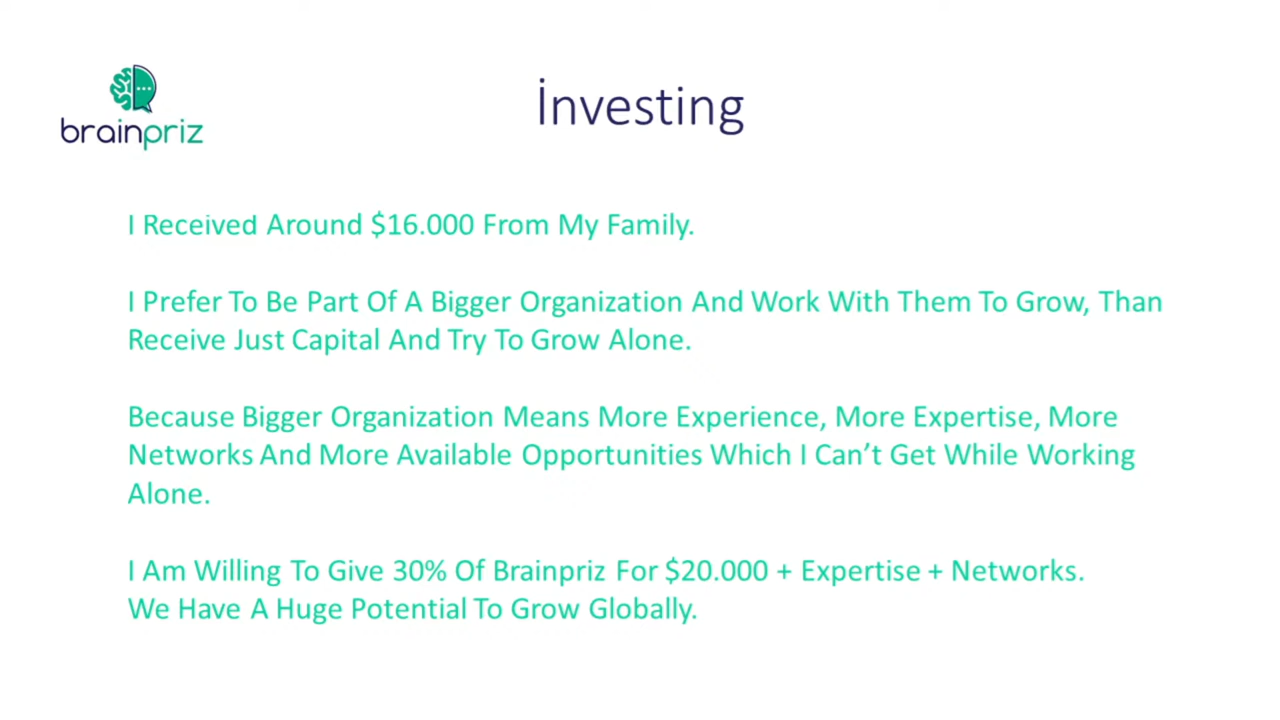 brainpriz
İnvesting
I Received Around $16.000 From My Family.
I Prefer To Be Part Of A Bigger Organization And Work With Them To Grow, Than
Receive Just Capital And Try To Grow Alone.
Because Bigger Organization Means More Experience, More Expertise, More
Networks And More Available Opportunities Which I Can’t Get While Working
Alone.
I Am Willing To Give 30% Of Brainpriz For $20.000 + Expertise + Networks.
We Have A Huge Potential To Grow Globally.